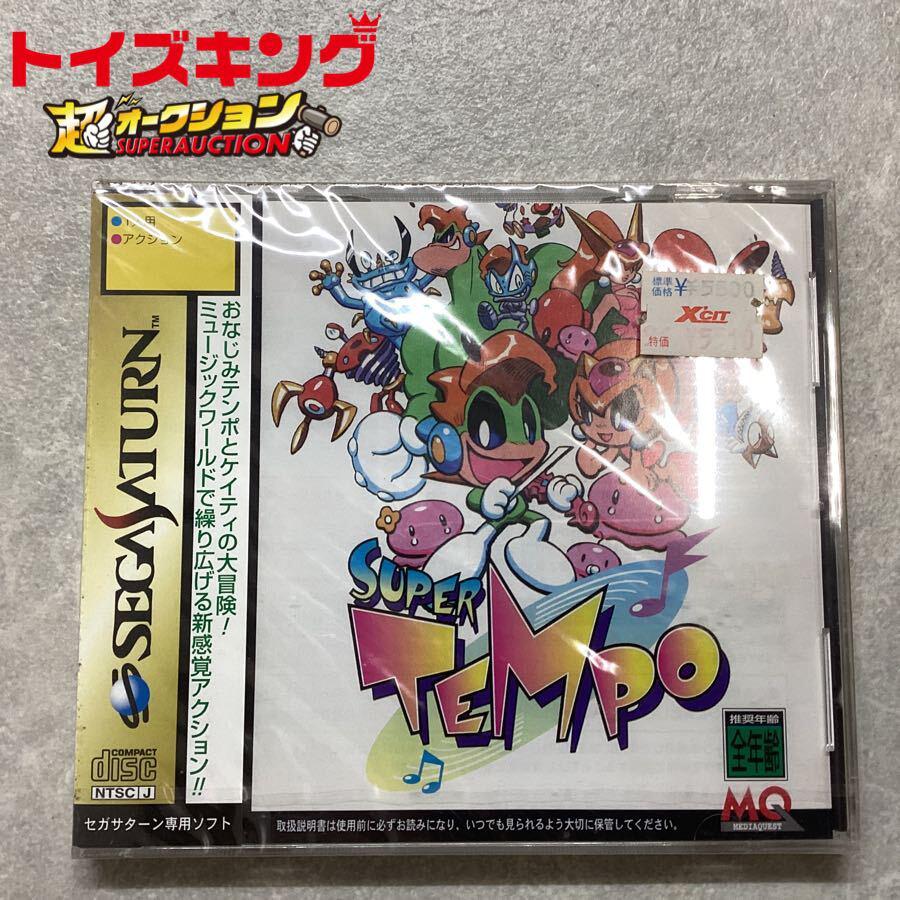 トイズキング
超オークション
SUPERAUCTION
1人用
アクション
SEGA SATURN™
COMPACT
disc
NTSC J
セガサターン専用ソフト
おなじみテンポとケイティの大冒険!
ミュージックワールドで繰り広げる新感覚アクション!!
標準
価格 ¥5500
X'CIT
特価
SUPER
TEMPO
推奨年齢
全年齢
MQ
MEDIAQUEST
取扱説明書は使用前に必ずお読みになり、いつでも見られるよう大切に保管してください。